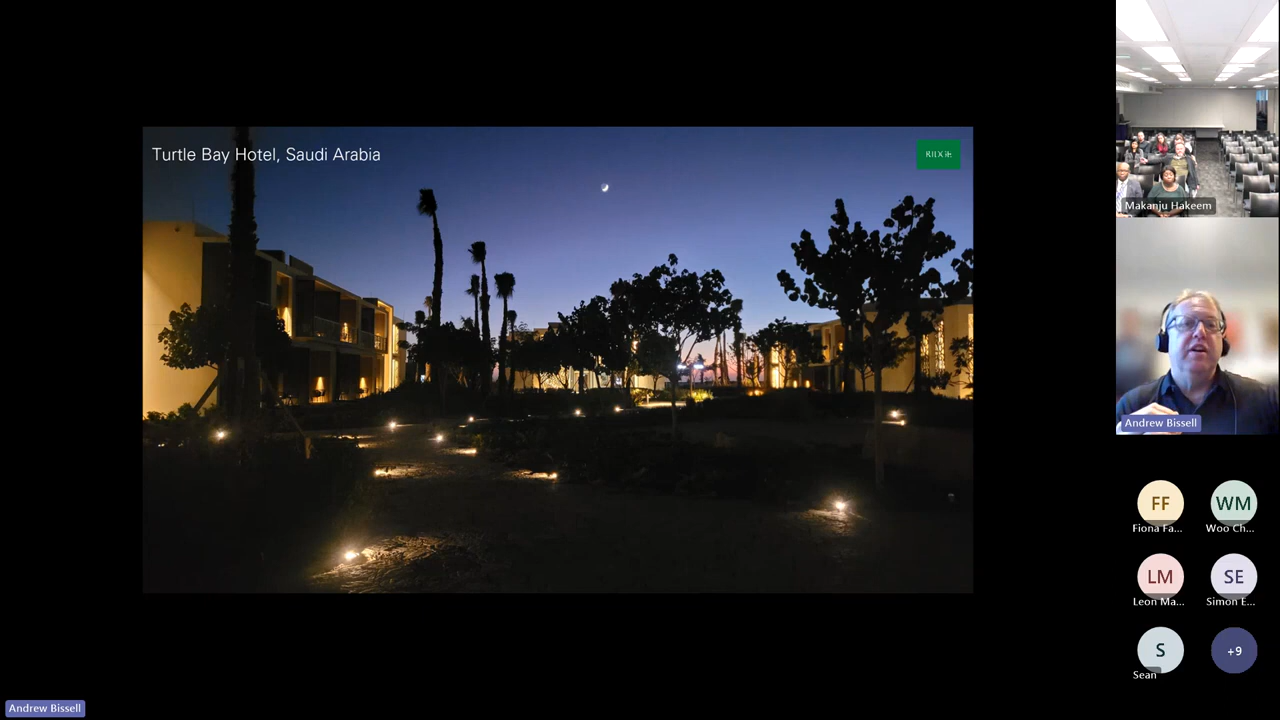 Turtle Bay Hotel, Saudi Arabia
RIDGE
Makanju Hakeem
Andrew Bissell
FF
WM
Fiona Fa...
Woo Ch...
LM
SE
Leon Ma...
Simon E...
S
+9
Sean
Andrew Bissell